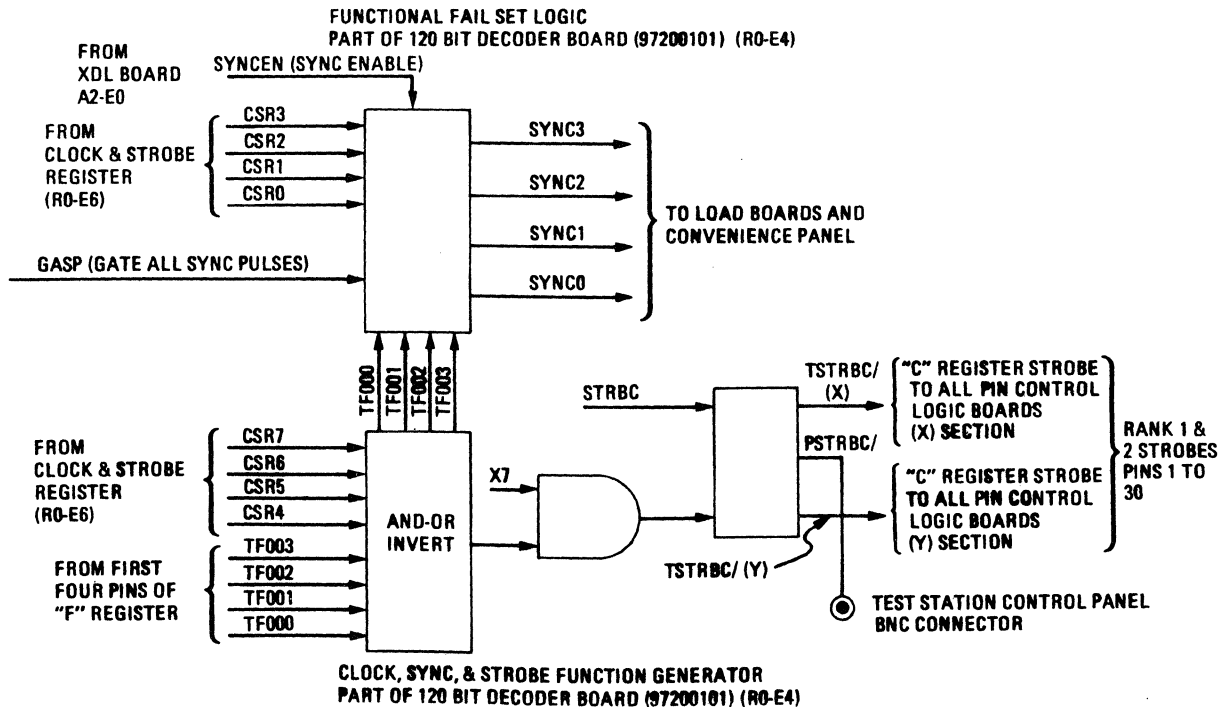 FUNCTIONAL FAIL SET LOGIC
PART OF 120 BIT DECODER BOARD (97200101) (R0-E4)
FROM
XDL BOARD
A2-E0
SYNCEN (SYNC ENABLE)
FROM
CLOCK & STROBE
REGISTER
(R0-E6)
CSR3
CSR2
CSR1
CSR0
GASP (GATE ALL SYNC PULSES)
SYNC3
SYNC2
SYNC1
SYNC0
TO LOAD BOARDS AND
CONVENIENCE PANEL
TF000
TF001
TF002
TF003
FROM
CLOCK & STROBE
REGISTER
(R0-E6)
CSR7
CSR6
CSR5
CSR4
FROM FIRST
FOUR PINS OF
"F" REGISTER
TF003
TF002
TF001
TF000
AND-OR
INVERT
X7
STRBC
TSTRBC/
(X)
PSTRBC/
TSTRBC/ (Y)
"C" REGISTER STROBE
TO ALL PIN CONTROL
LOGIC BOARDS
(X) SECTION
"C" REGISTER STROBE
TO ALL PIN CONTROL
LOGIC BOARDS
(Y) SECTION
RANK 1 &
2 STROBES
PINS 1 TO
30
TEST STATION CONTROL PANEL
BNC CONNECTOR
CLOCK, SYNC, & STROBE FUNCTION GENERATOR
PART OF 120 BIT DECODER BOARD (97200101) (R0-E4)